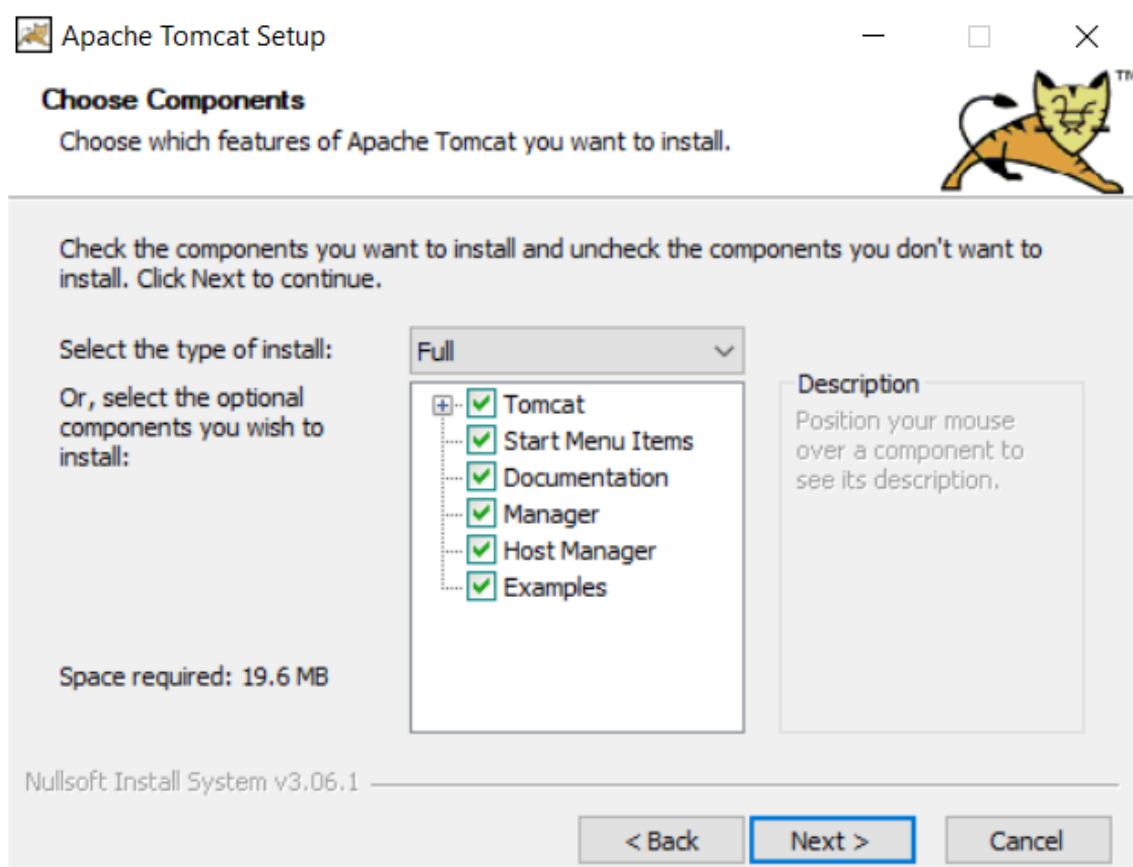 Apache Tomcat Setup
Choose Components
Choose which features of Apache Tomcat you want to install.
TM
Check the components you want to install and uncheck the components you don't want to
install. Click Next to continue.
Select the type of install:
Full
Or, select the optional
components you wish to
install:
Tomcat
Start Menu Items
Documentation
Manager
Host Manager
Examples
Description
Position your mouse
over a component to
see its description.
Space required: 19.6 MB
Nullsoft Install System v3.06.1
< Back
Next >
Cancel